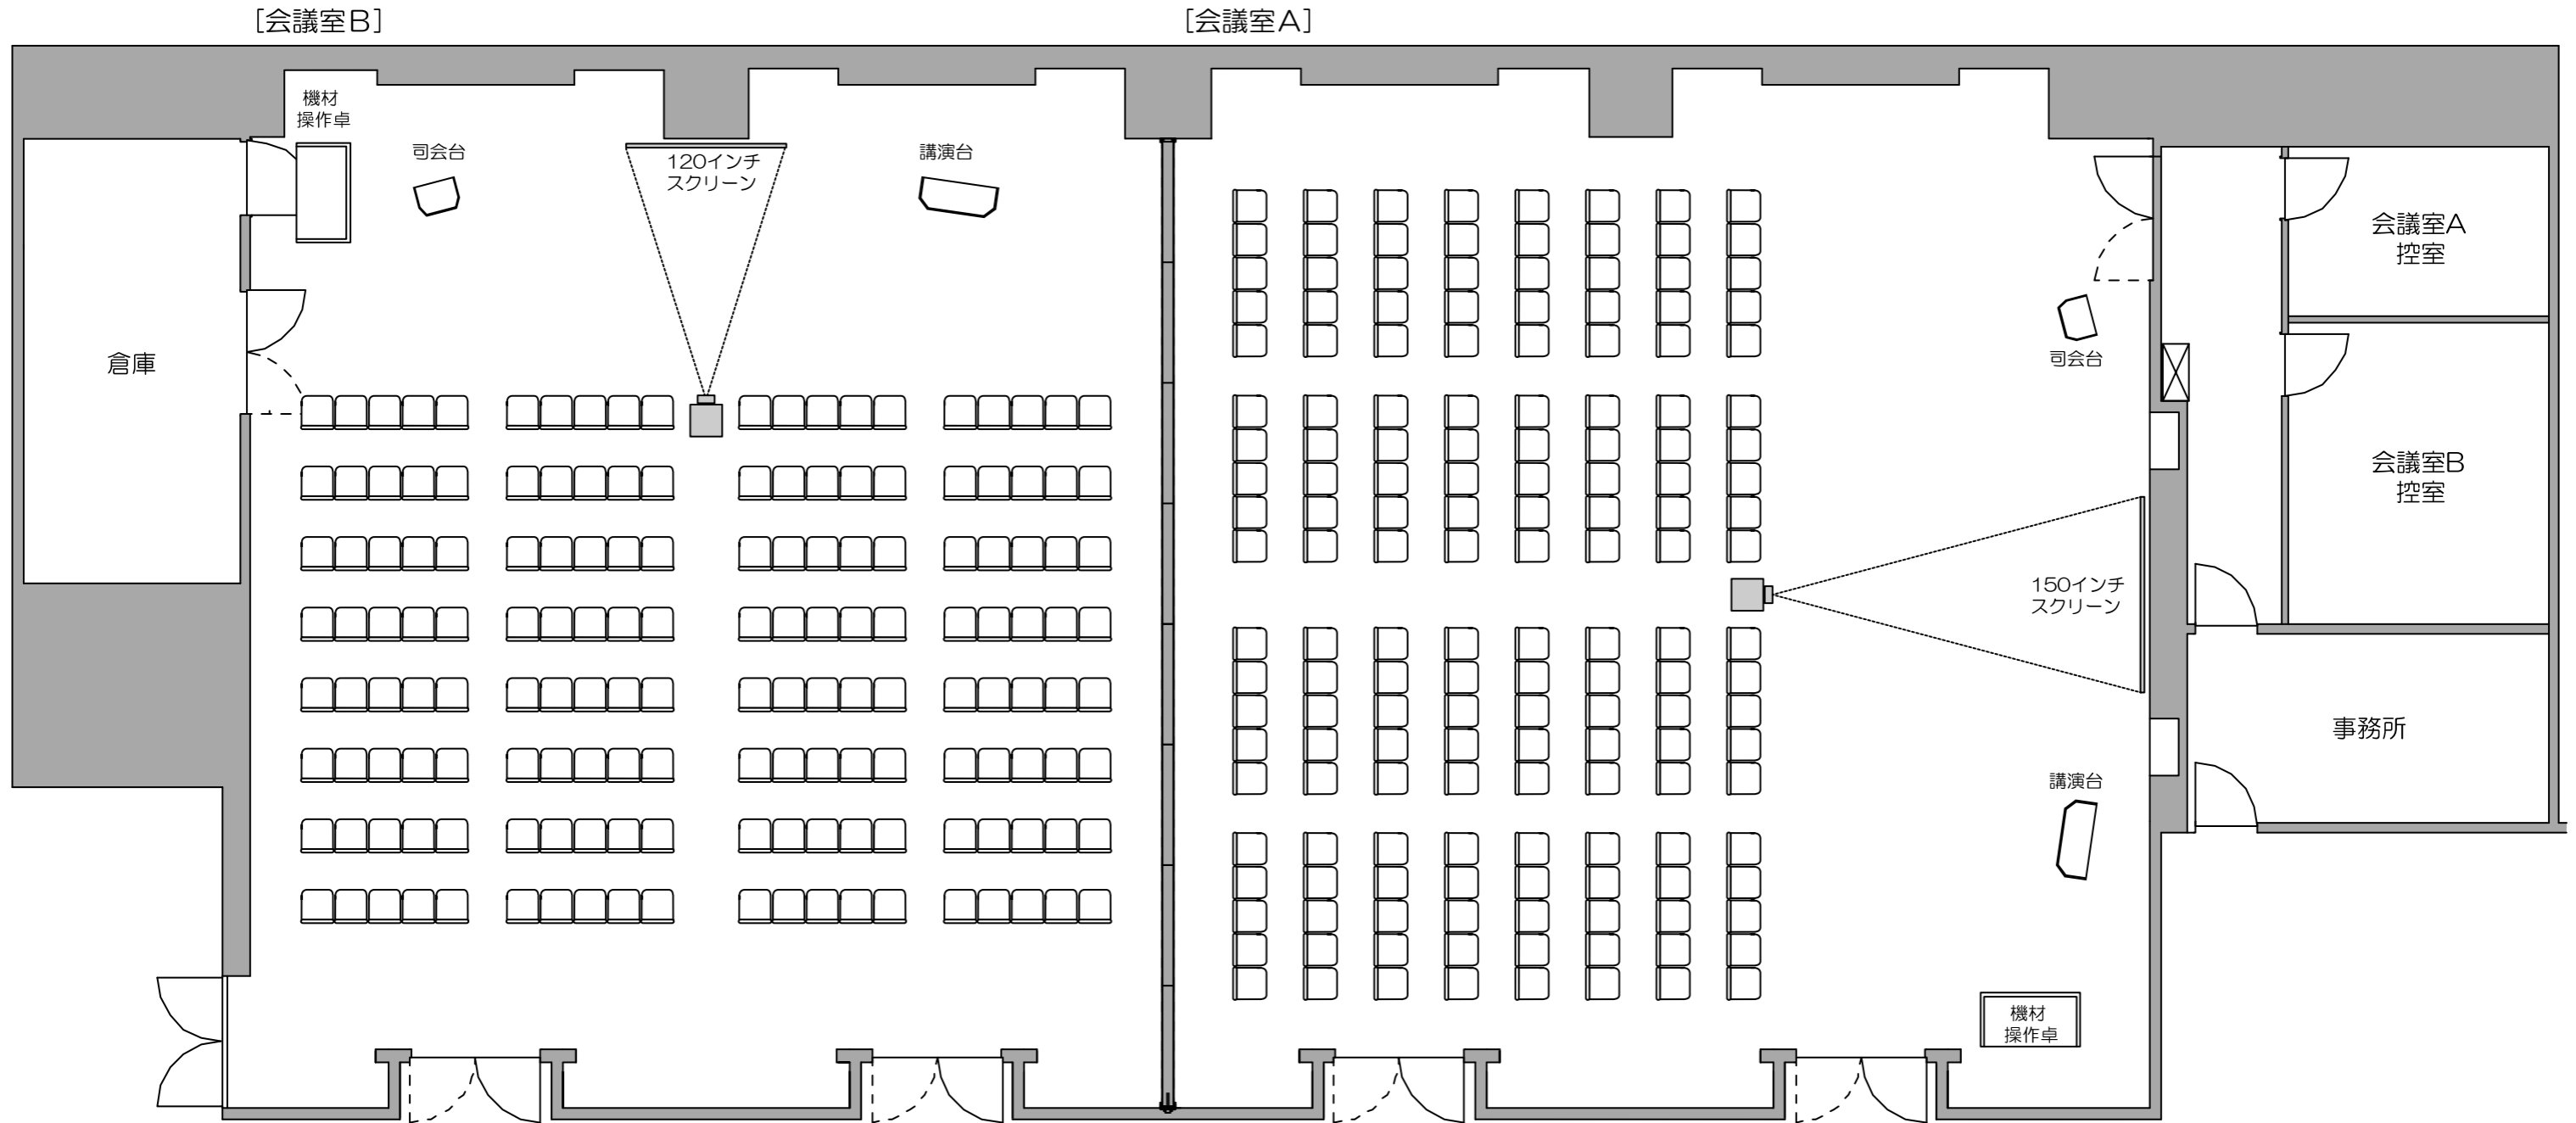 [会議室B]
[会議室A]
機材
操作卓
司会台
120インチ
スクリーン
講演台
会議室A
控室
倉庫
司会台
会議室B
控室
150インチ
スクリーン
事務所
講演台
機材
操作卓